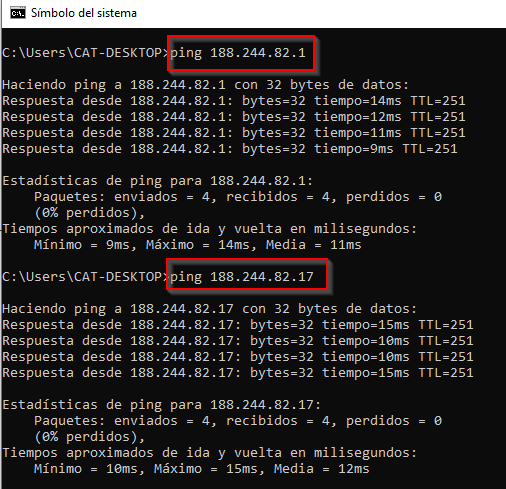 Símbolo del sistema
C:\Users\CAT-DESKTOP>ping 188.244.82.1
Haciendo ping a 188.244.82.1 con 32 bytes de datos:
Respuesta desde 188.244.82.1: bytes=32 tiempo=14ms TTL=251
Respuesta desde 188.244.82.1: bytes=32 tiempo=12ms TTL=251
Respuesta desde 188.244.82.1: bytes=32 tiempo=11ms TTL=251
Respuesta desde 188.244.82.1: bytes=32 tiempo=9ms TTL=251
Estadísticas de ping para 188.244.82.1:
Paquetes: enviados = 4, recibidos = 4, perdidos = 0
(0% perdidos),
Tiempos aproximados de ida y vuelta en milisegundos:
Mínimo = 9ms, Máximo = 14ms, Media = 11ms
C:\Users\CAT-DESKTOP>ping 188.244.82.17
Haciendo ping a 188.244.82.17 con 32 bytes de datos:
Respuesta desde 188.244.82.17: bytes=32 tiempo=15ms TTL=251
Respuesta desde 188.244.82.17: bytes=32 tiempo=10ms TTL=251
Respuesta desde 188.244.82.17: bytes=32 tiempo=10ms TTL=251
Respuesta desde 188.244.82.17: bytes=32 tiempo=15ms TTL=251
Estadísticas de ping para 188.244.82.17:
Paquetes: enviados = 4, recibidos = 4, perdidos = 0
(0% perdidos),
Tiempos aproximados de ida y vuelta en milisegundos:
Mínimo = 10ms, Máximo = 15ms, Media = 12ms